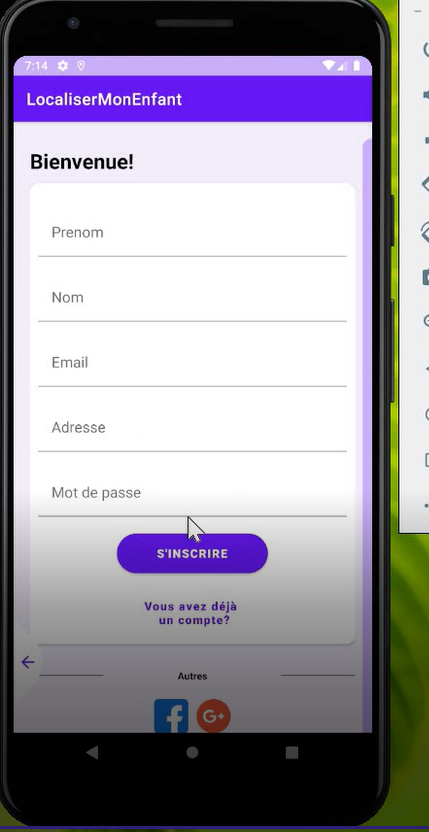 7:14
LocaliserMonEnfant
Bienvenue!
Prenom
Nom
Email
Adresse
Mot de passe
S'INSCRIRE
Vous avez déjà
un compte?
Autres
f
G+